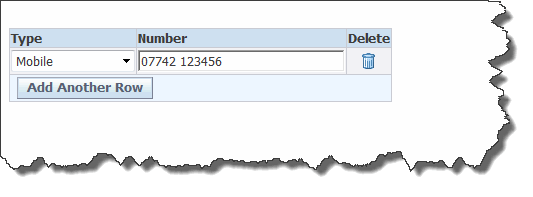 Type Number Delete
Mobile 07742 123456
Add Another Row